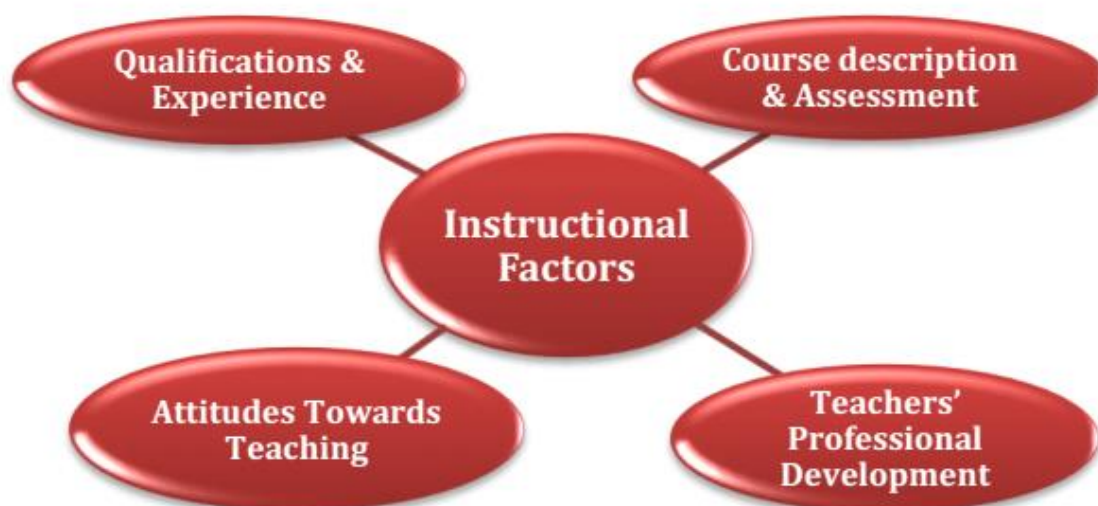 Qualifications &
Experience
Course description
& Assessment
Instructional
Factors
Attitudes Towards
Teaching
Teachers’
Professional
Development